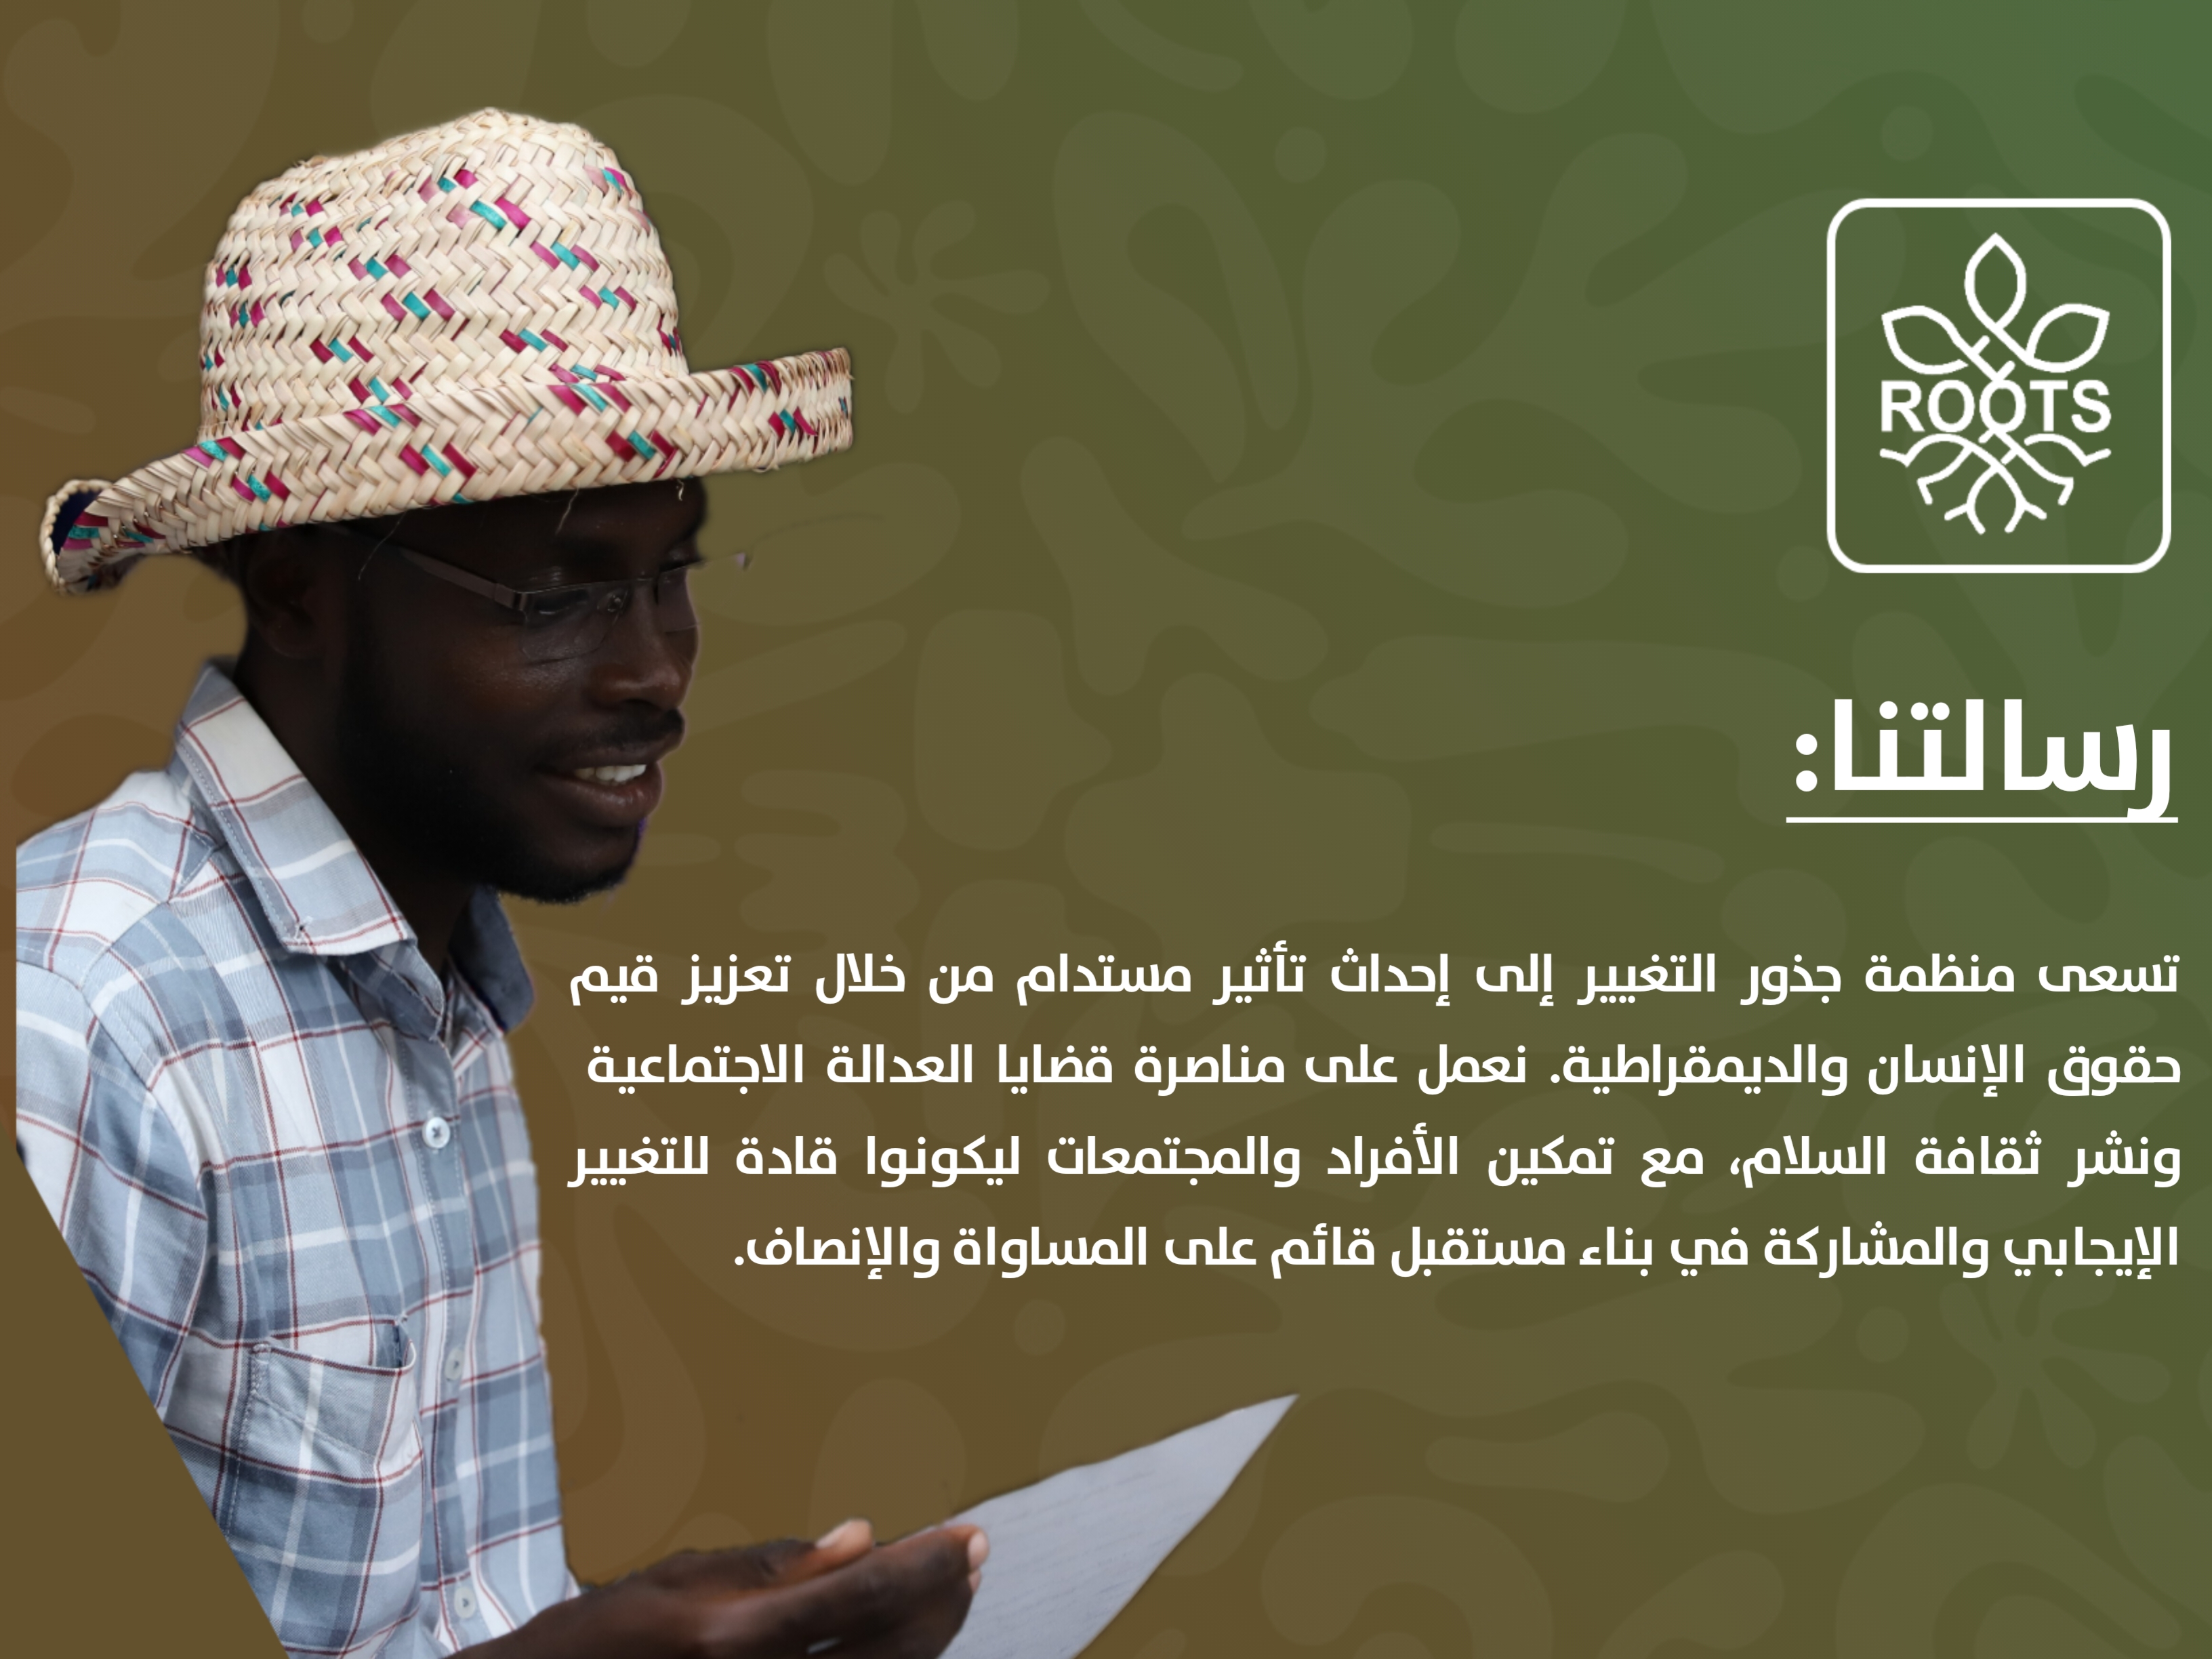 ROOTS
رسالتنا:
تسعى منظمة جذور التغيير إلى إحداث تأثير مستدام من خلال تعزيز قيم
حقوق الإنسان والديمقراطية. نعمل على مناصرة قضايا العدالة الاجتماعية
ونشر ثقافة السلام، مع تمكين الأفراد والمجتمعات ليكونوا قادة للتغيير
الإيجابي والمشاركة في بناء مستقبل قائم على المساواة والإنصاف.